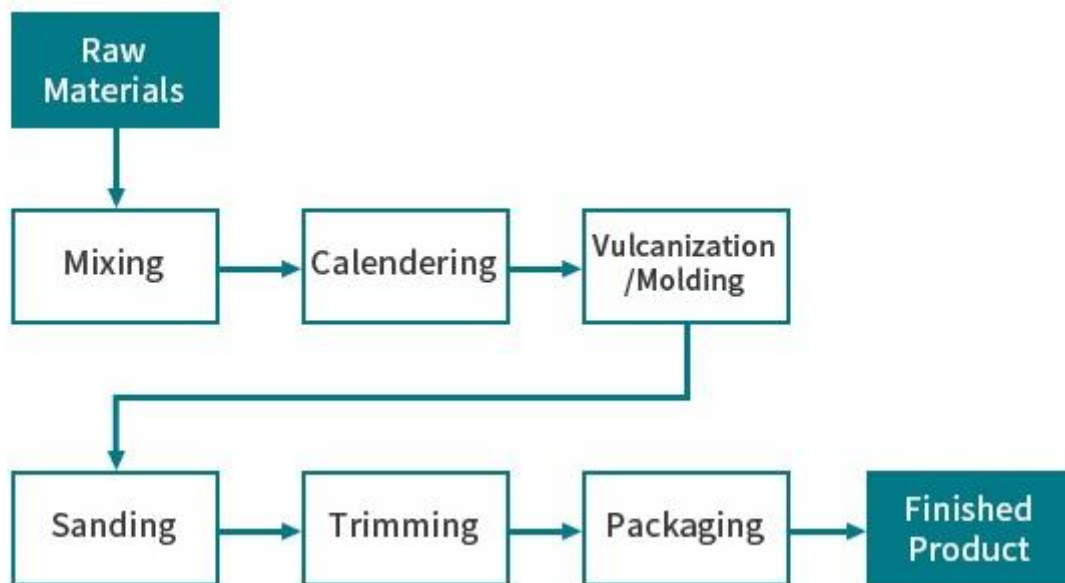 Raw
Materials
Mixing
Calendering
Vulcanization
/Molding
Sanding
Trimming
Packaging
Finished
Product